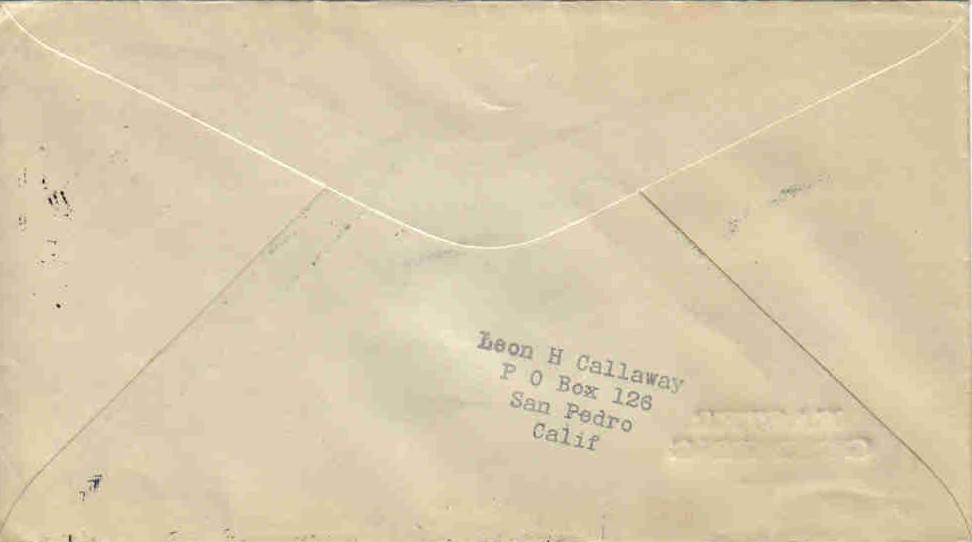 Leon H Callaway
P O Box 126
San Pedro
Calif